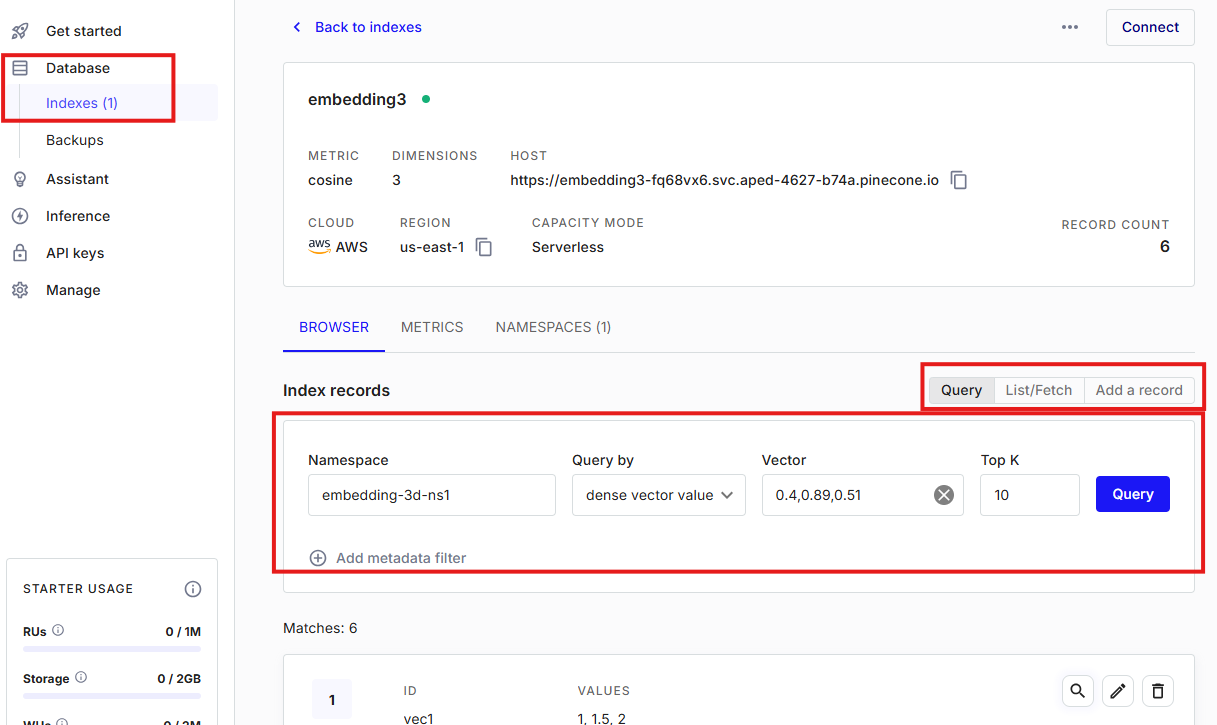 Get started
Database
Indexes (1)
Backups
Assistant
Inference
API keys
Manage
STARTER USAGE
RUs 0 / 1M
Storage 0 / 2GB
WUs 0 / 2M
Back to indexes
Connect
embedding3
METRIC DIMENSIONS HOST
cosine 3 https://embedding3-fq68vx6.svc.aped-4627-b74a.pinecone.io
CLOUD REGION CAPACITY MODE RECORD COUNT
aws AWS us-east-1 Serverless 6
BROWSER METRICS NAMESPACES (1)
Index records Query List/Fetch Add a record
Namespace Query by Vector Top K
embedding-3d-ns1 dense vector value 0.4,0.89,0.51 10 Query
Add metadata filter
Matches: 6
1 ID VALUES
vec1 1, 1.5, 2